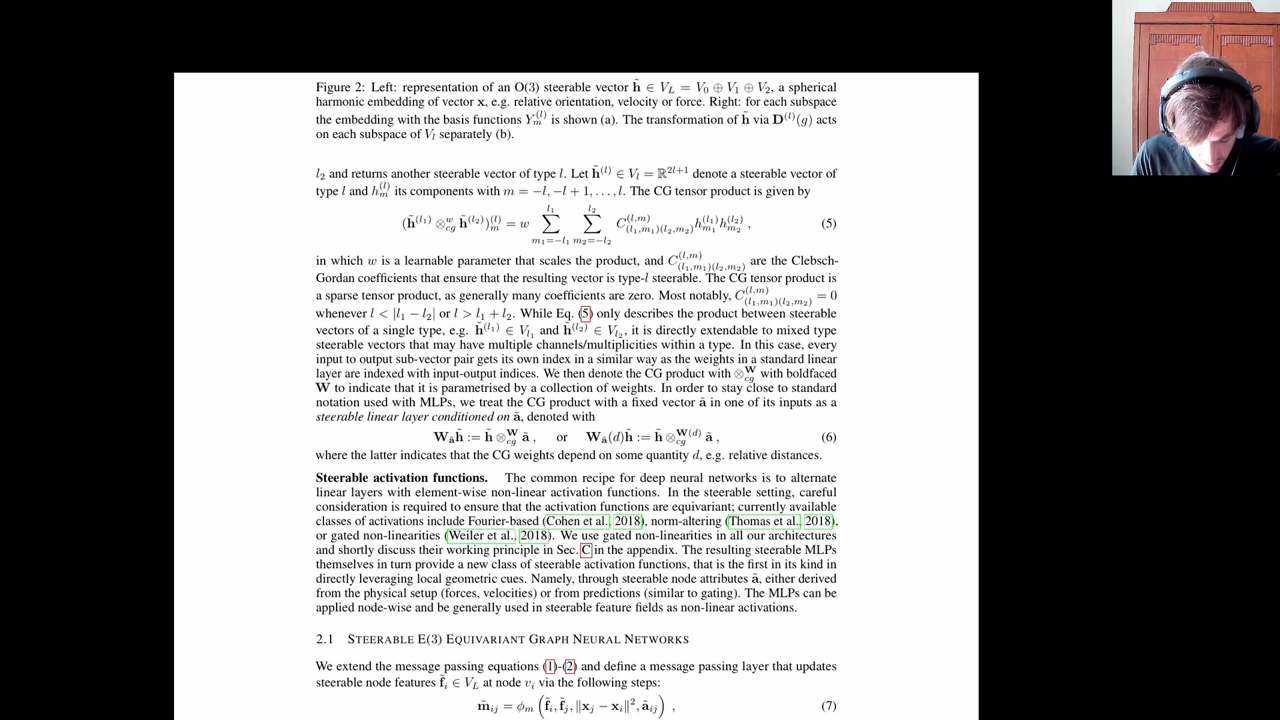 Figure 2: Left: representation of an O(3) steerable vector h̃ ∈ V_L = V_0 ⊕ V_1 ⊕ V_2, a spherical
harmonic embedding of vector x, e.g. relative orientation, velocity or force. Right: for each subspace
the embedding with the basis functions Y_m^{(l)} is shown (a). The transformation of h̃ via D^{(l)}(g) acts
on each subspace of V_l separately (b).
l_2 and returns another steerable vector of type l. Let h̃^{(l)} ∈ V_l = ℝ^{2l+1} denote a steerable vector of
type l and h_m^{(l)} its components with m = −l, −l + 1, . . . , l. The CG tensor product is given by
(h̃^{(l_1)} ⊗_{cg}^{w} h̃^{(l_2)})_m^{(l)} = w ∑_{m_1=−l_1}^{l_1} ∑_{m_2=−l_2}^{l_2} C_{(l_1,m_1)(l_2,m_2)}^{(l,m)} h_{m_1}^{(l_1)} h_{m_2}^{(l_2)} , (5)
in which w is a learnable parameter that scales the product, and C_{(l_1,m_1)(l_2,m_2)}^{(l,m)} are the Clebsch-
Gordan coefficients that ensure that the resulting vector is type-l steerable. The CG tensor product is
a sparse tensor product, as generally many coefficients are zero. Most notably, C_{(l_1,m_1)(l_2,m_2)}^{(l,m)} = 0
whenever l < |l_1 − l_2| or l > l_1 + l_2. While Eq. (5) only describes the product between steerable
vectors of a single type, e.g. h̃^{(l_1)} ∈ V_{l_1} and h̃^{(l_2)} ∈ V_{l_2}, it is directly extendable to mixed type
steerable vectors that may have multiple channels/multiplicities within a type. In this case, every
input to output sub-vector pair gets its own index in a similar way as the weights in a standard linear
layer are indexed with input-output indices. We then denote the CG product with ⊗_{cg}^{W} with boldfaced
W to indicate that it is parametrised by a collection of weights. In order to stay close to standard
notation used with MLPs, we treat the CG product with a fixed vector ã in one of its inputs as a
steerable linear layer conditioned on ã, denoted with
W_ã h̃ := h̃ ⊗_{cg}^{W} ã , or W_ã(d)h̃ := h̃ ⊗_{cg}^{W(d)} ã , (6)
where the latter indicates that the CG weights depend on some quantity d, e.g. relative distances.
Steerable activation functions. The common recipe for deep neural networks is to alternate
linear layers with element-wise non-linear activation functions. In the steerable setting, careful
consideration is required to ensure that the activation functions are equivariant; currently available
classes of activations include Fourier-based (Cohen et al., 2018), norm-altering (Thomas et al., 2018),
or gated non-linearities (Weiler et al., 2018). We use gated non-linearities in all our architectures
and shortly discuss their working principle in Sec. C in the appendix. The resulting steerable MLPs
themselves in turn provide a new class of steerable activation functions, that is the first in its kind in
directly leveraging local geometric cues. Namely, through steerable node attributes ã, either derived
from the physical setup (forces, velocities) or from predictions (similar to gating). The MLPs can be
applied node-wise and be generally used in steerable feature fields as non-linear activations.
2.1 STEERABLE E(3) EQUIVARIANT GRAPH NEURAL NETWORKS
We extend the message passing equations (1)-(2) and define a message passing layer that updates
steerable node features f̃_i ∈ V_L at node v_i via the following steps:
m̃_{ij} = ϕ_m (f̃_i, f̃_j, ‖x_j − x_i‖², ã_{ij}) , (7)